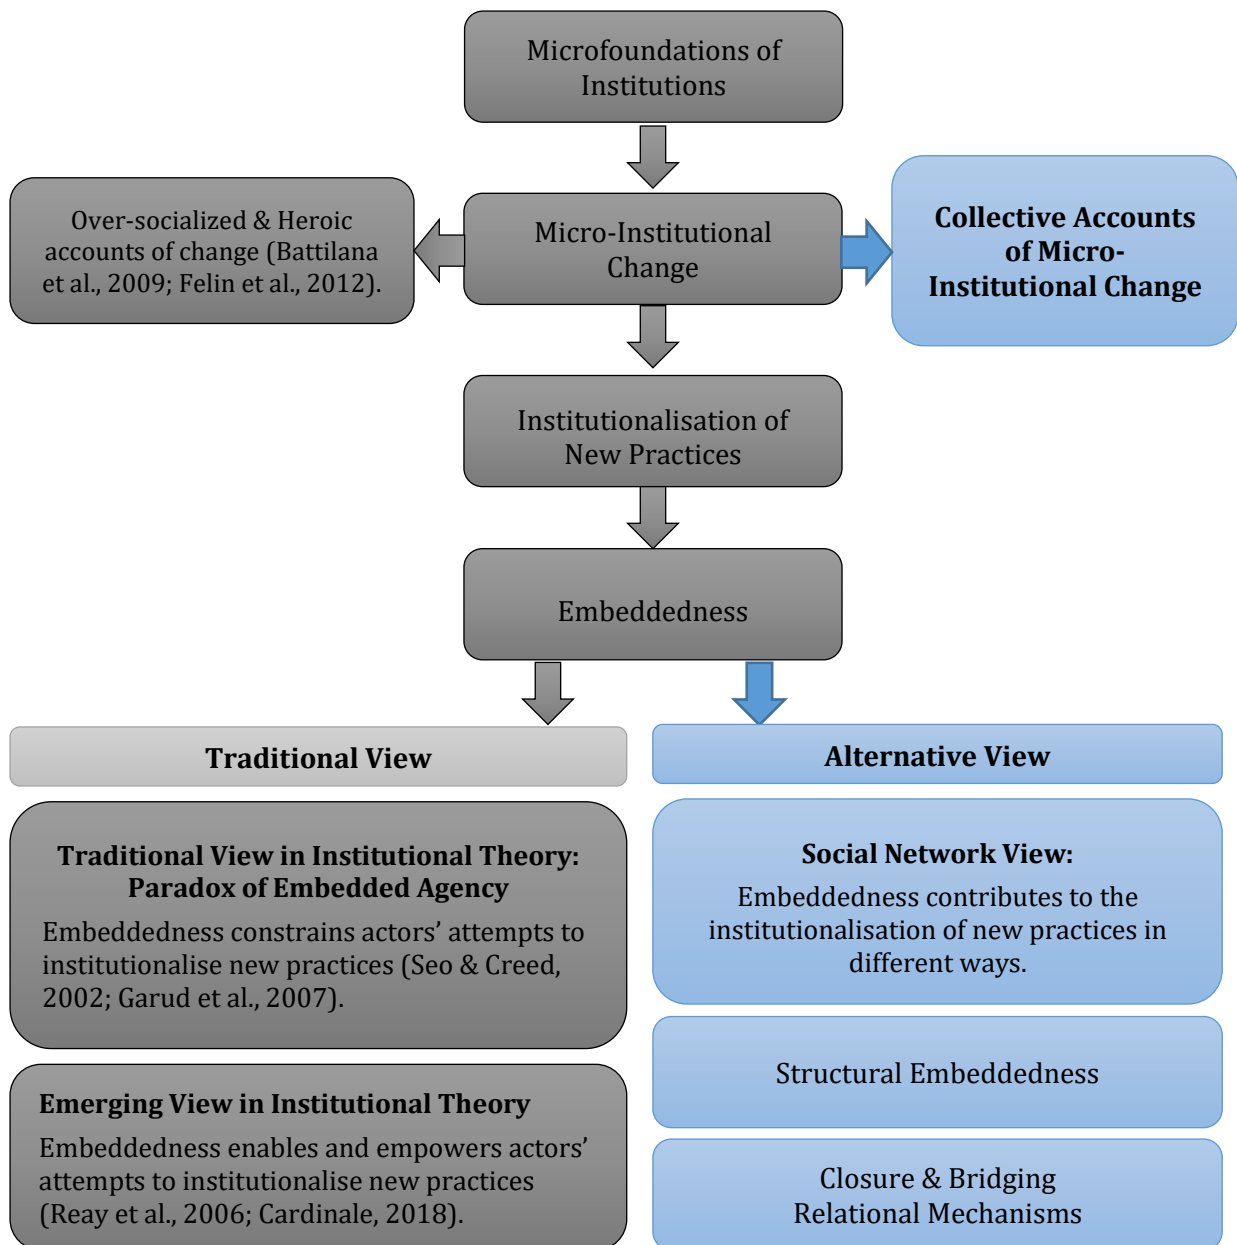 Microfoundations of
Institutions
Over-socialized & Heroic
accounts of change (Battilana
et al., 2009; Felin et al., 2012).
Micro-Institutional
Change
Collective Accounts
of Micro-
Institutional Change
Institutionalisation of
New Practices
Embeddedness
Traditional View
Traditional View in Institutional Theory:
Paradox of Embedded Agency
Embeddedness constrains actors’ attempts to
institutionalise new practices (Seo & Creed,
2002; Garud et al., 2007).
Emerging View in Institutional Theory
Embeddedness enables and empowers actors’
attempts to institutionalise new practices
(Reay et al., 2006; Cardinale, 2018).
Alternative View
Social Network View:
Embeddedness contributes to the
institutionalisation of new practices in
different ways.
Structural Embeddedness
Closure & Bridging
Relational Mechanisms